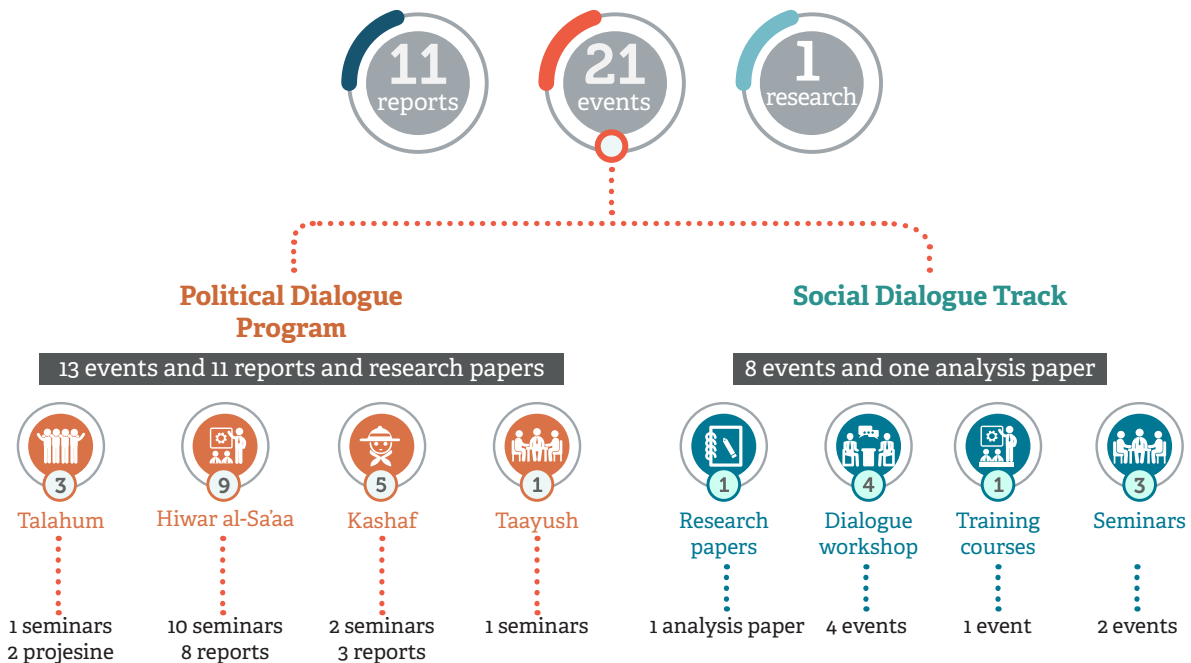 11
reports
21
events
1
research
Political Dialogue
Program
13 events and 11 reports and research papers
3
Talahum
1 seminars
2 projesine
9
Hiwar al-Sa'aa
10 seminars
8 reports
5
Kashaf
2 seminars
3 reports
1
Taayush
1 seminars
Social Dialogue Track
8 events and one analysis paper
1
Research
papers
1 analysis paper
4
Dialogue
workshop
4 events
1
Training
courses
1 event
3
Seminars
2 events